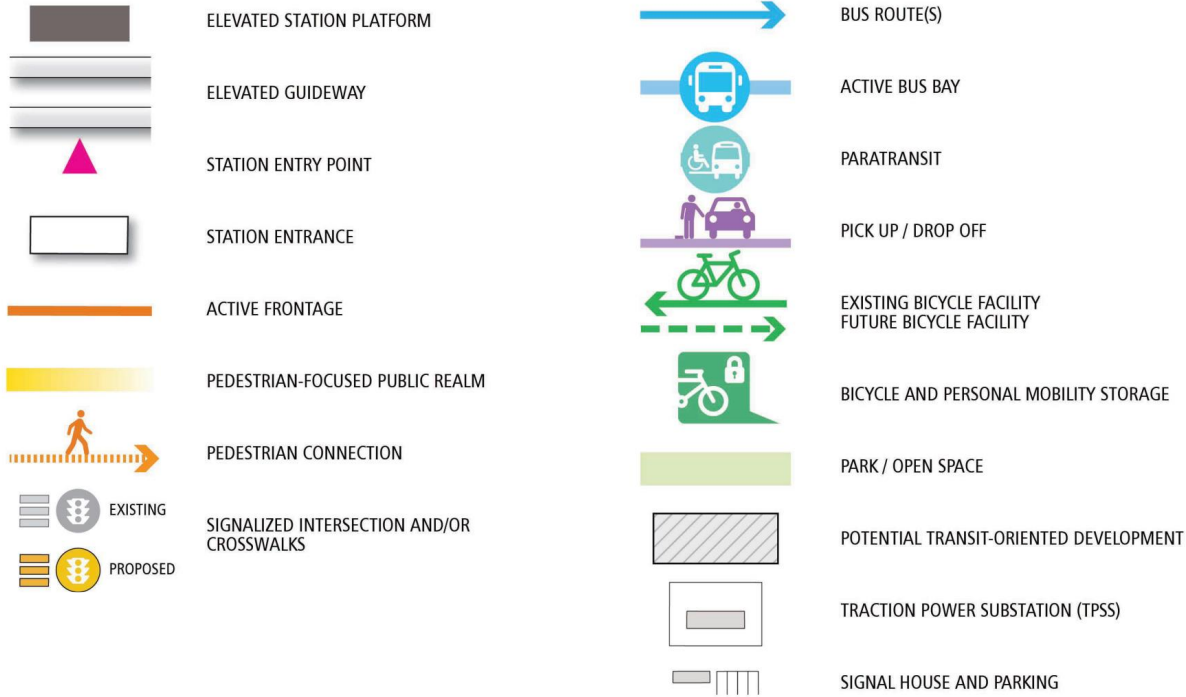 ELEVATED STATION PLATFORM
ELEVATED GUIDEWAY
STATION ENTRY POINT
STATION ENTRANCE
ACTIVE FRONTAGE
PEDESTRIAN-FOCUSED PUBLIC REALM
PEDESTRIAN CONNECTION
EXISTING
PROPOSED
SIGNALIZED INTERSECTION AND/OR
CROSSWALKS
BUS ROUTE(S)
ACTIVE BUS BAY
PARATRANSIT
PICK UP / DROP OFF
EXISTING BICYCLE FACILITY
FUTURE BICYCLE FACILITY
BICYCLE AND PERSONAL MOBILITY STORAGE
PARK / OPEN SPACE
POTENTIAL TRANSIT-ORIENTED DEVELOPMENT
TRACTION POWER SUBSTATION (TPSS)
SIGNAL HOUSE AND PARKING